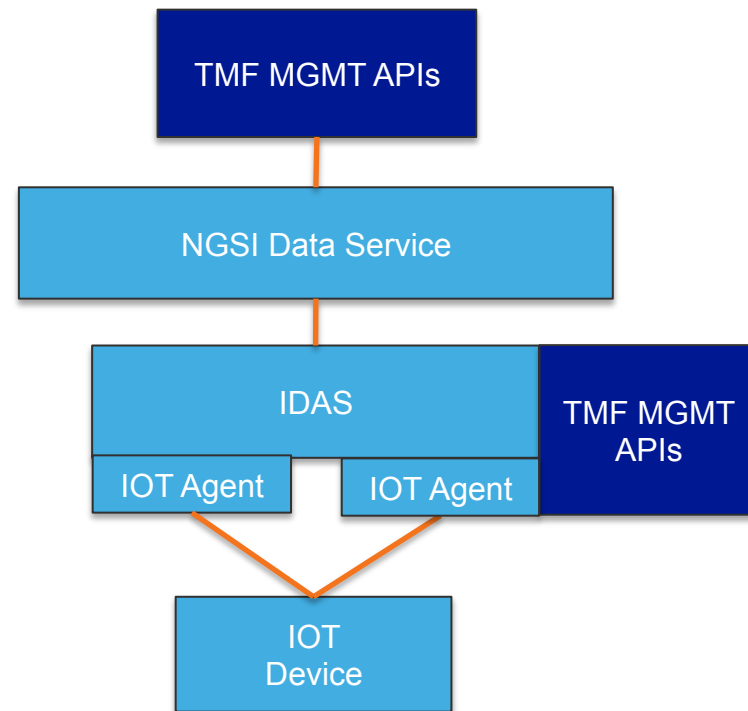 TMF MGMT APIs
NGSI Data Service
IDAS
TMF MGMT
APIs
IOT Agent
IOT Agent
IOT
Device